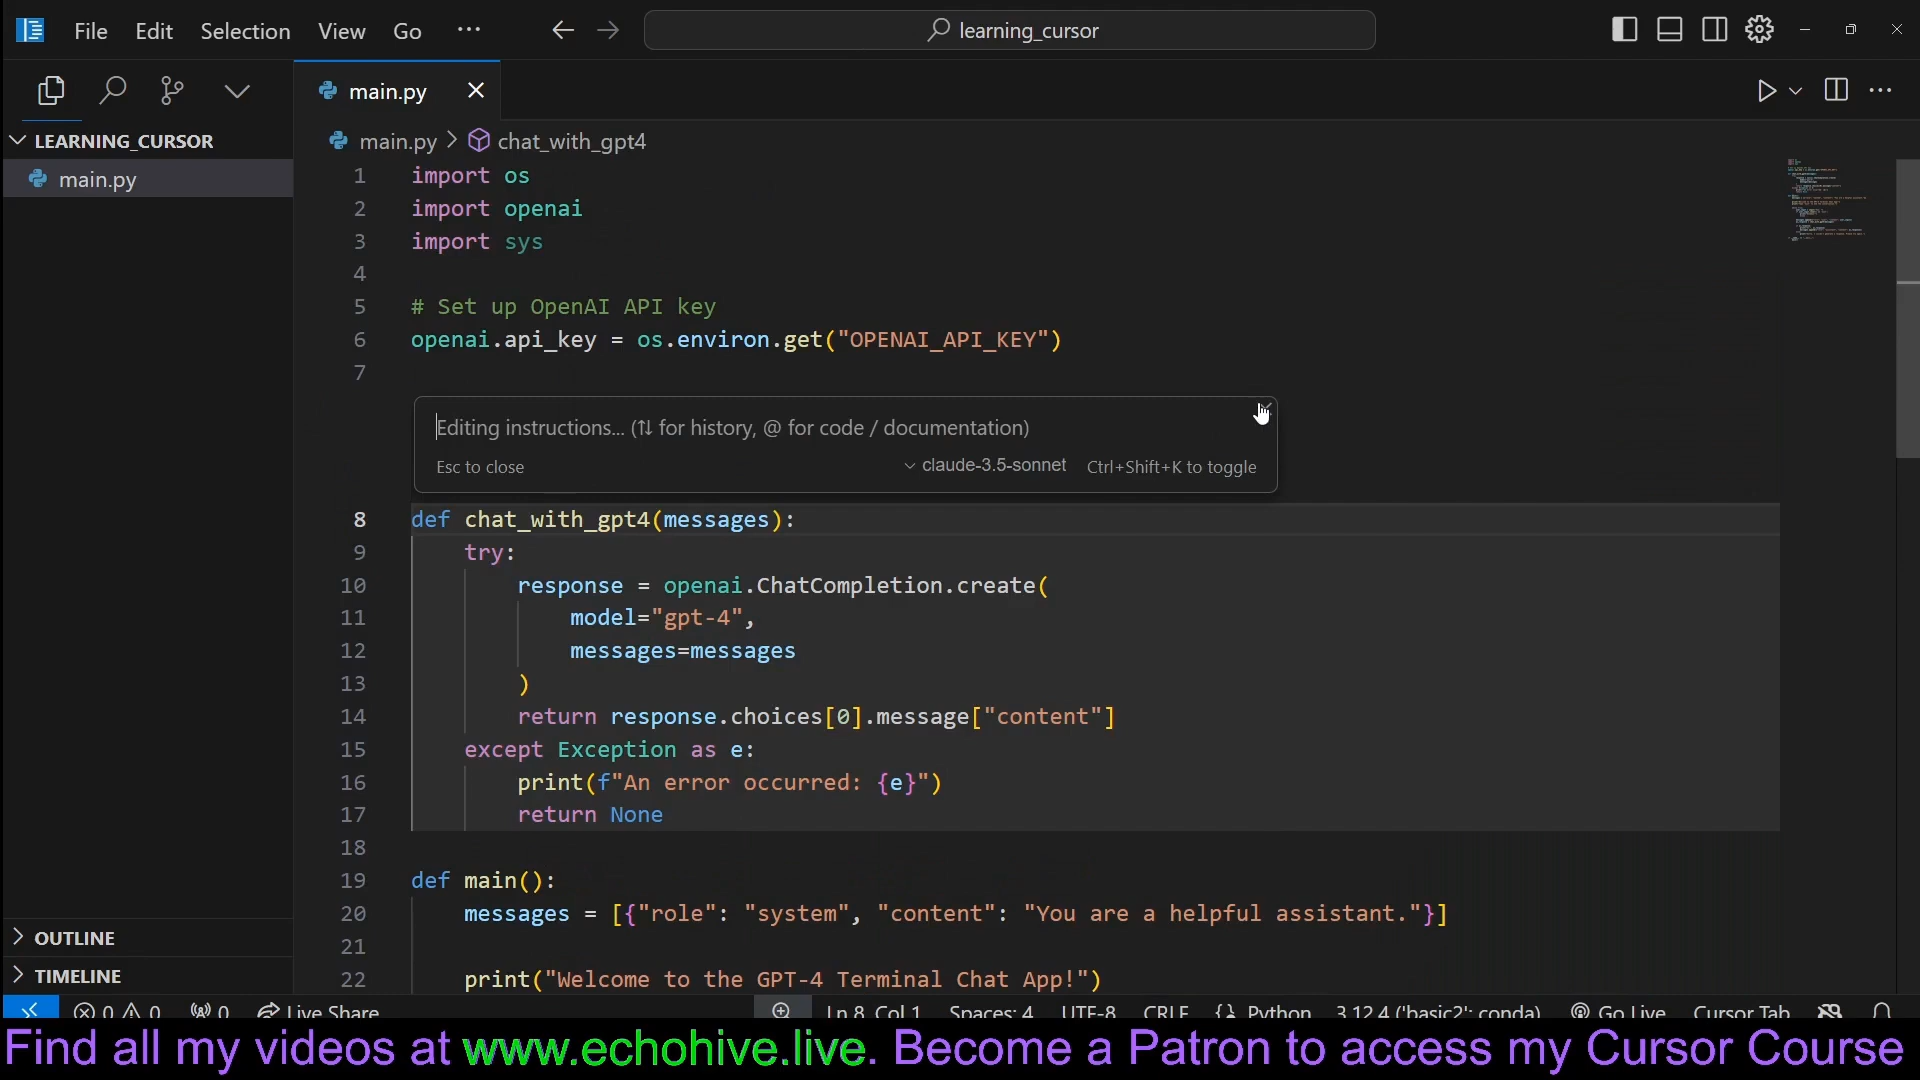 File Edit Selection View Go ··· learning_cursor
main.py
LEARNING_CURSOR
main.py > chat_with_gpt4
main.py
1 import os
2 import openai
3 import sys
4
5 # Set up OpenAI API key
6 openai.api_key = os.environ.get("OPENAI_API_KEY")
7
Editing instructions... (⇅ for history, @ for code / documentation)
Esc to close claude-3.5-sonnet Ctrl+Shift+K to toggle
8 def chat_with_gpt4(messages):
9 try:
10 response = openai.ChatCompletion.create(
11 model="gpt-4",
12 messages=messages
13 )
14 return response.choices[0].message["content"]
15 except Exception as e:
16 print(f"An error occurred: {e}")
17 return None
18
19 def main():
20 messages = [{"role": "system", "content": "You are a helpful assistant."}]
21
22 print("Welcome to the GPT-4 Terminal Chat App!")
OUTLINE
TIMELINE
0 0 0 Live Share Ln 8, Col 1 Spaces: 4 UTF-8 CRLF Python 3.12.4 ('basic2': conda) Go Live Cursor Tab
Find all my videos at www.echohive.live. Become a Patron to access my Cursor Course